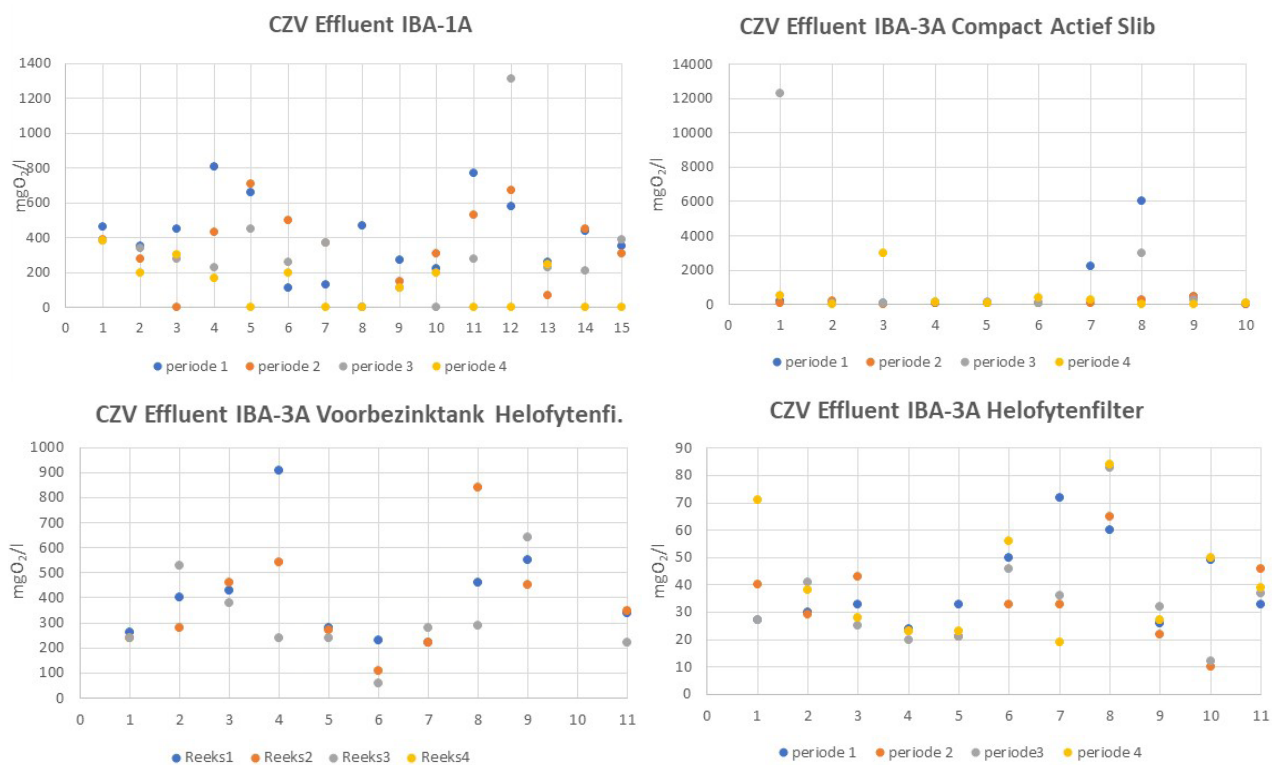 CZV Effluent IBA-1A
1400
1200
1000
800
600
400
200
0
mgO₂/l
0 1 2 3 4 5 6 7 8 9 10 11 12 13 14 15
periode 1 periode 2 periode 3 periode 4
CZV Effluent IBA-3A Compact Actief Slib
14000
12000
10000
8000
6000
4000
2000
0
mgO₂/l
0 1 2 3 4 5 6 7 8 9 10
periode 1 periode 2 periode 3 periode 4
CZV Effluent IBA-3A Voorbezinktank Helofytenfi.
1000
900
800
700
600
500
400
300
200
100
0
mgO₂/l
0 1 2 3 4 5 6 7 8 9 10 11
Reeks1 Reeks2 Reeks3 Reeks4
CZV Effluent IBA-3A Helofytenfilter
90
80
70
60
50
40
30
20
10
0
mgO₂/l
0 1 2 3 4 5 6 7 8 9 10 11
periode 1 periode 2 periode3 periode 4